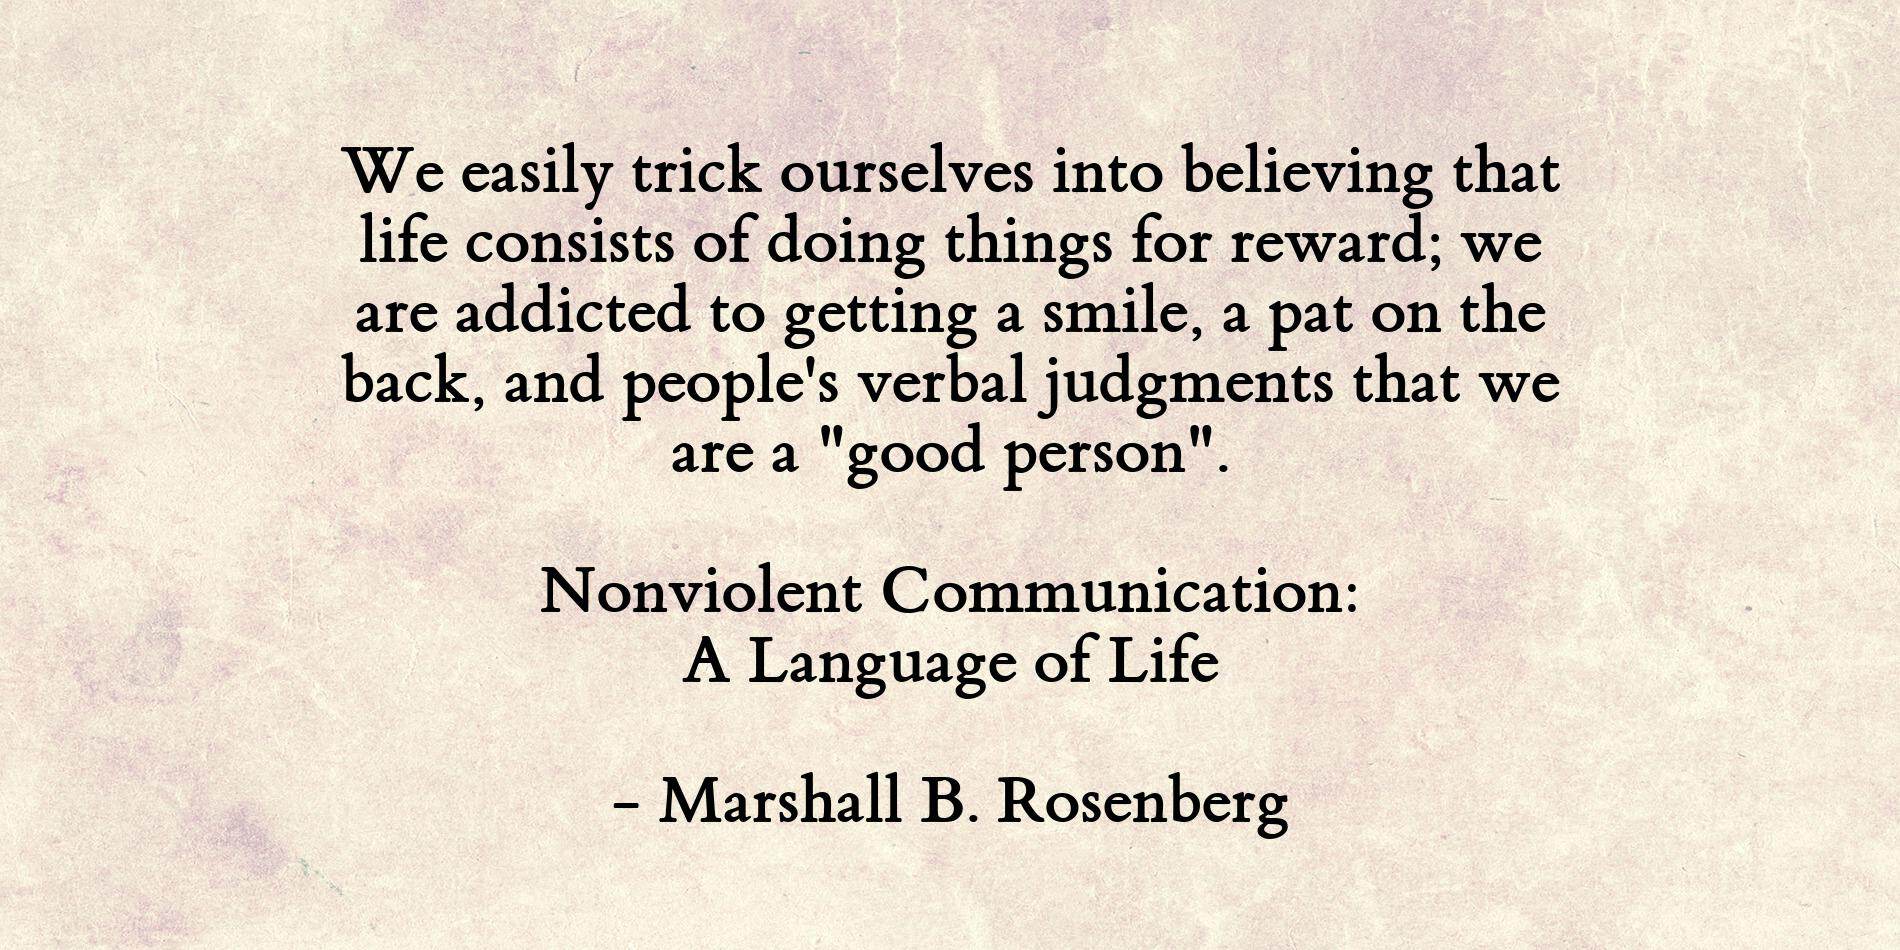 We easily trick ourselves into believing that
life consists of doing things for reward; we
are addicted to getting a smile, a pat on the
back, and people's verbal judgments that we
are a "good person".
Nonviolent Communication:
A Language of Life
- Marshall B. Rosenberg